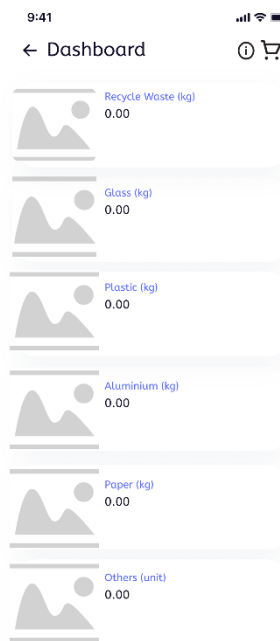 9:41
Dashboard
Recycle Waste (kg)
0.00
Glass (kg)
0.00
Plastic (kg)
0.00
Aluminium (kg)
0.00
Paper (kg)
0.00
Others (unit)
0.00